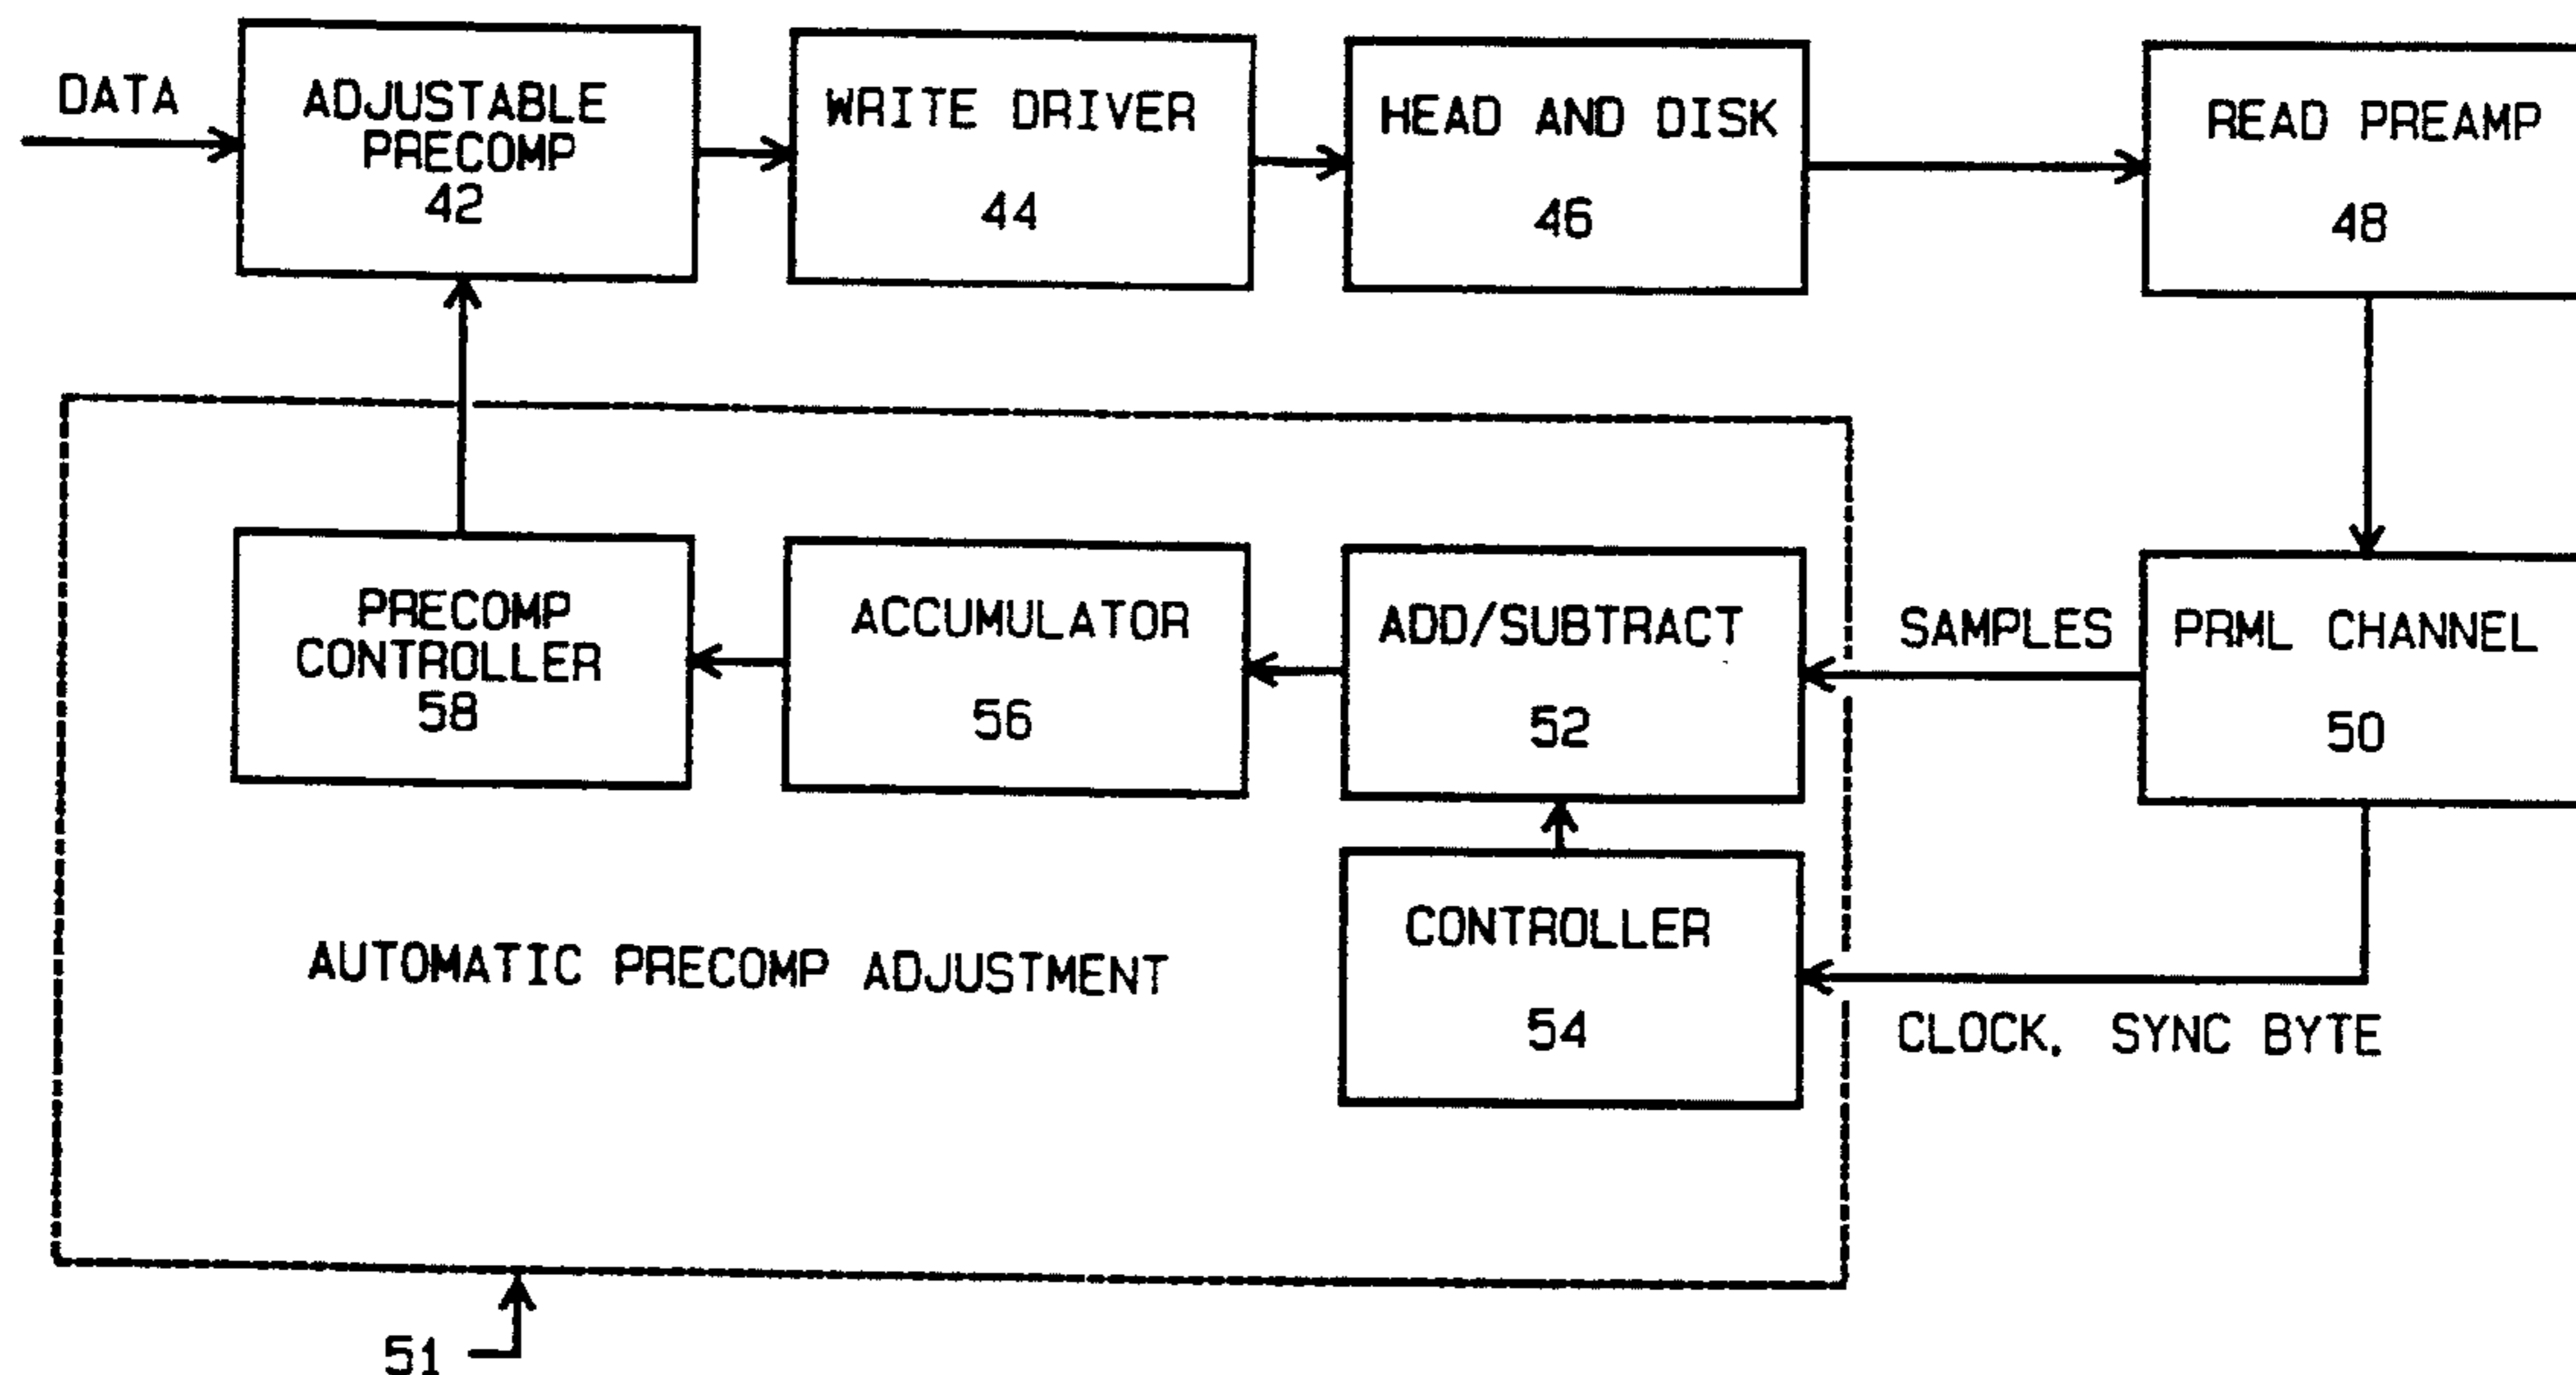 DATA
ADJUSTABLE
PRECOMP
42
WRITE DRIVER
44
HEAD AND DISK
46
READ PREAMP
48
PRECOMP
CONTROLLER
58
ACCUMULATOR
56
ADD/SUBTRACT
52
SAMPLES
PRML CHANNEL
50
CONTROLLER
54
AUTOMATIC PRECOMP ADJUSTMENT
CLOCK, SYNC BYTE
51